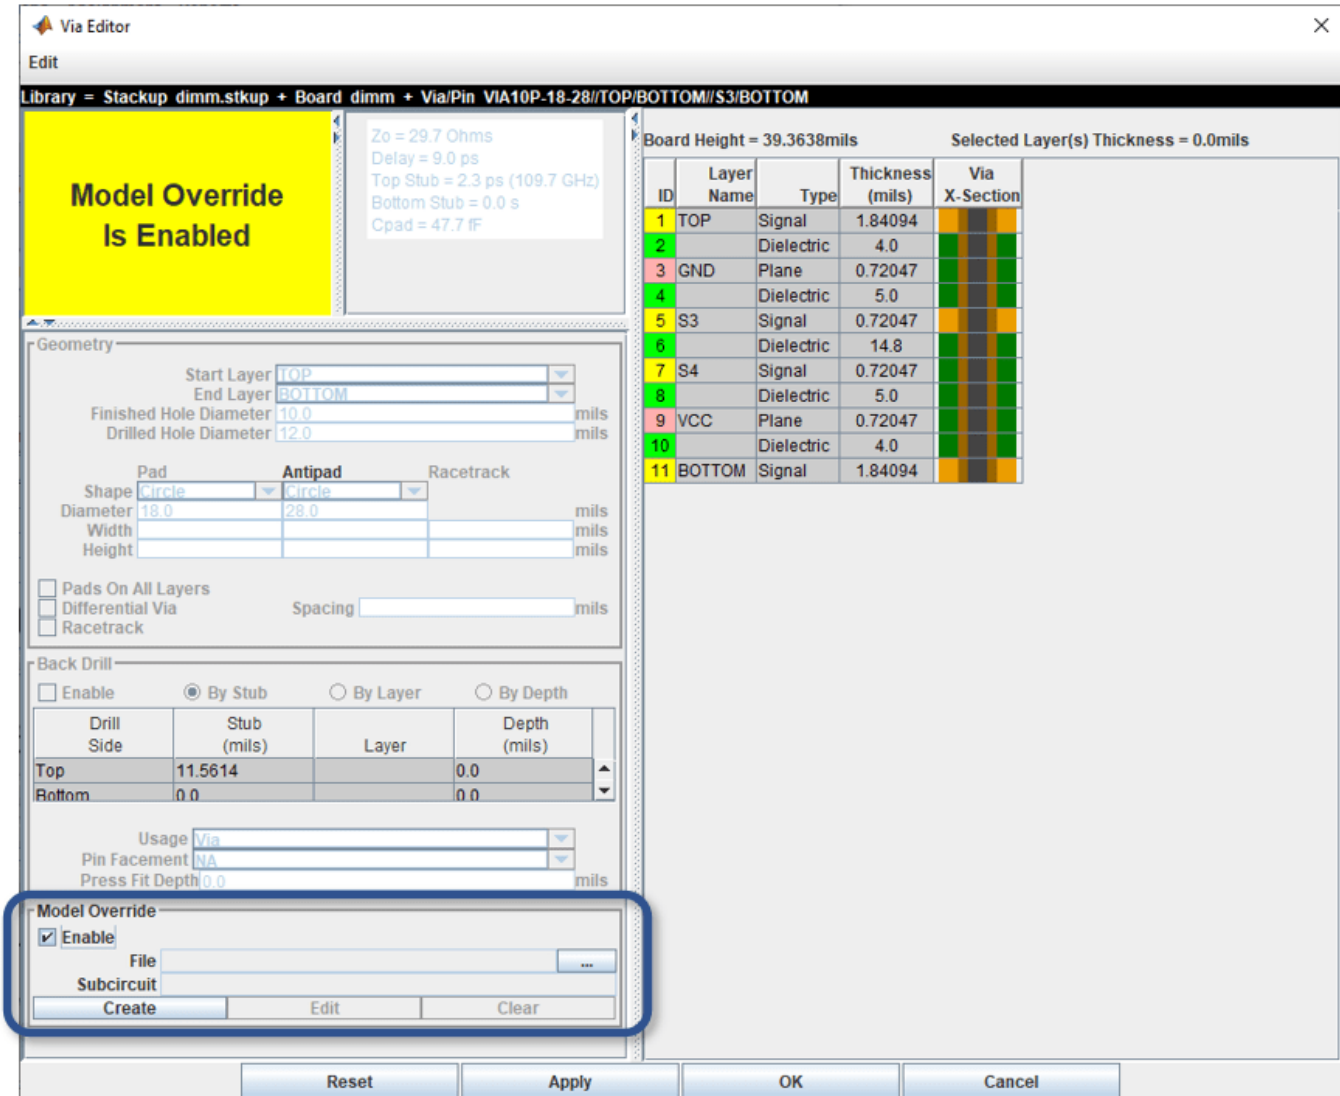 Via Editor
Edit
Library = Stackup dimm.stkup + Board dimm + Via/Pin VIA10P-18-28//TOP/BOTTOM//S3/BOTTOM
Model Override
Is Enabled
Zo = 29.7 Ohms
Delay = 9.0 ps
Top Stub = 2.3 ps (109.7 GHz)
Bottom Stub = 0.0 s
Cpad = 47.7 fF
Geometry
Start Layer TOP
End Layer BOTTOM
Finished Hole Diameter 10.0 mils
Drilled Hole Diameter 12.0 mils
Pad Antipad Racetrack
Shape Circle Circle
Diameter 18.0 28.0 mils
Width mils
Height mils
Pads On All Layers
Differential Via Spacing mils
Racetrack
Back Drill
Enable By Stub By Layer By Depth
Drill Side Stub (mils) Layer Depth (mils)
Top 11.5614 0.0
Bottom 0.0 0.0
Usage Via
Pin Facement NA
Press Fit Depth 0.0 mils
Model Override
Enable
File ...
Subcircuit
Create Edit Clear
Board Height = 39.3638mils Selected Layer(s) Thickness = 0.0mils
ID Layer Name Type Thickness (mils) Via X-Section
1 TOP Signal 1.84094
2 Dielectric 4.0
3 GND Plane 0.72047
4 Dielectric 5.0
5 S3 Signal 0.72047
6 Dielectric 14.8
7 S4 Signal 0.72047
8 Dielectric 5.0
9 VCC Plane 0.72047
10 Dielectric 4.0
11 BOTTOM Signal 1.84094
Reset Apply OK Cancel